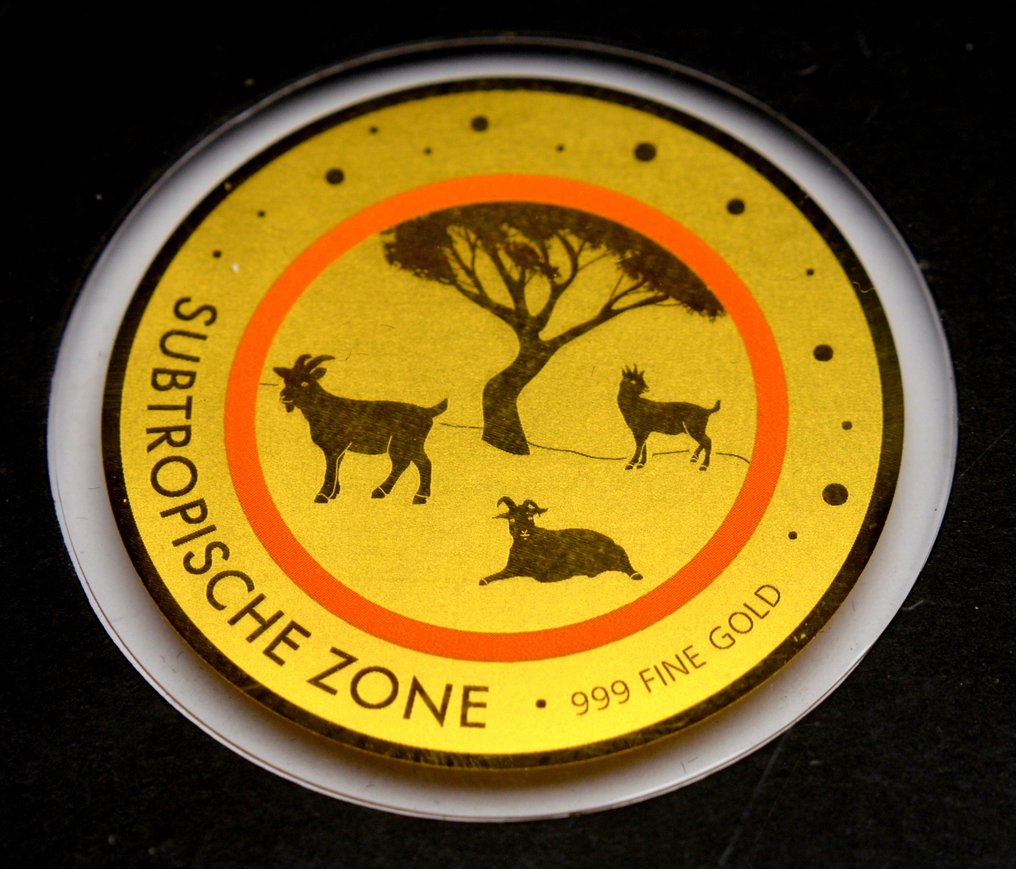 SUBTROPISCHE ZONE
• 999 FINE GOLD